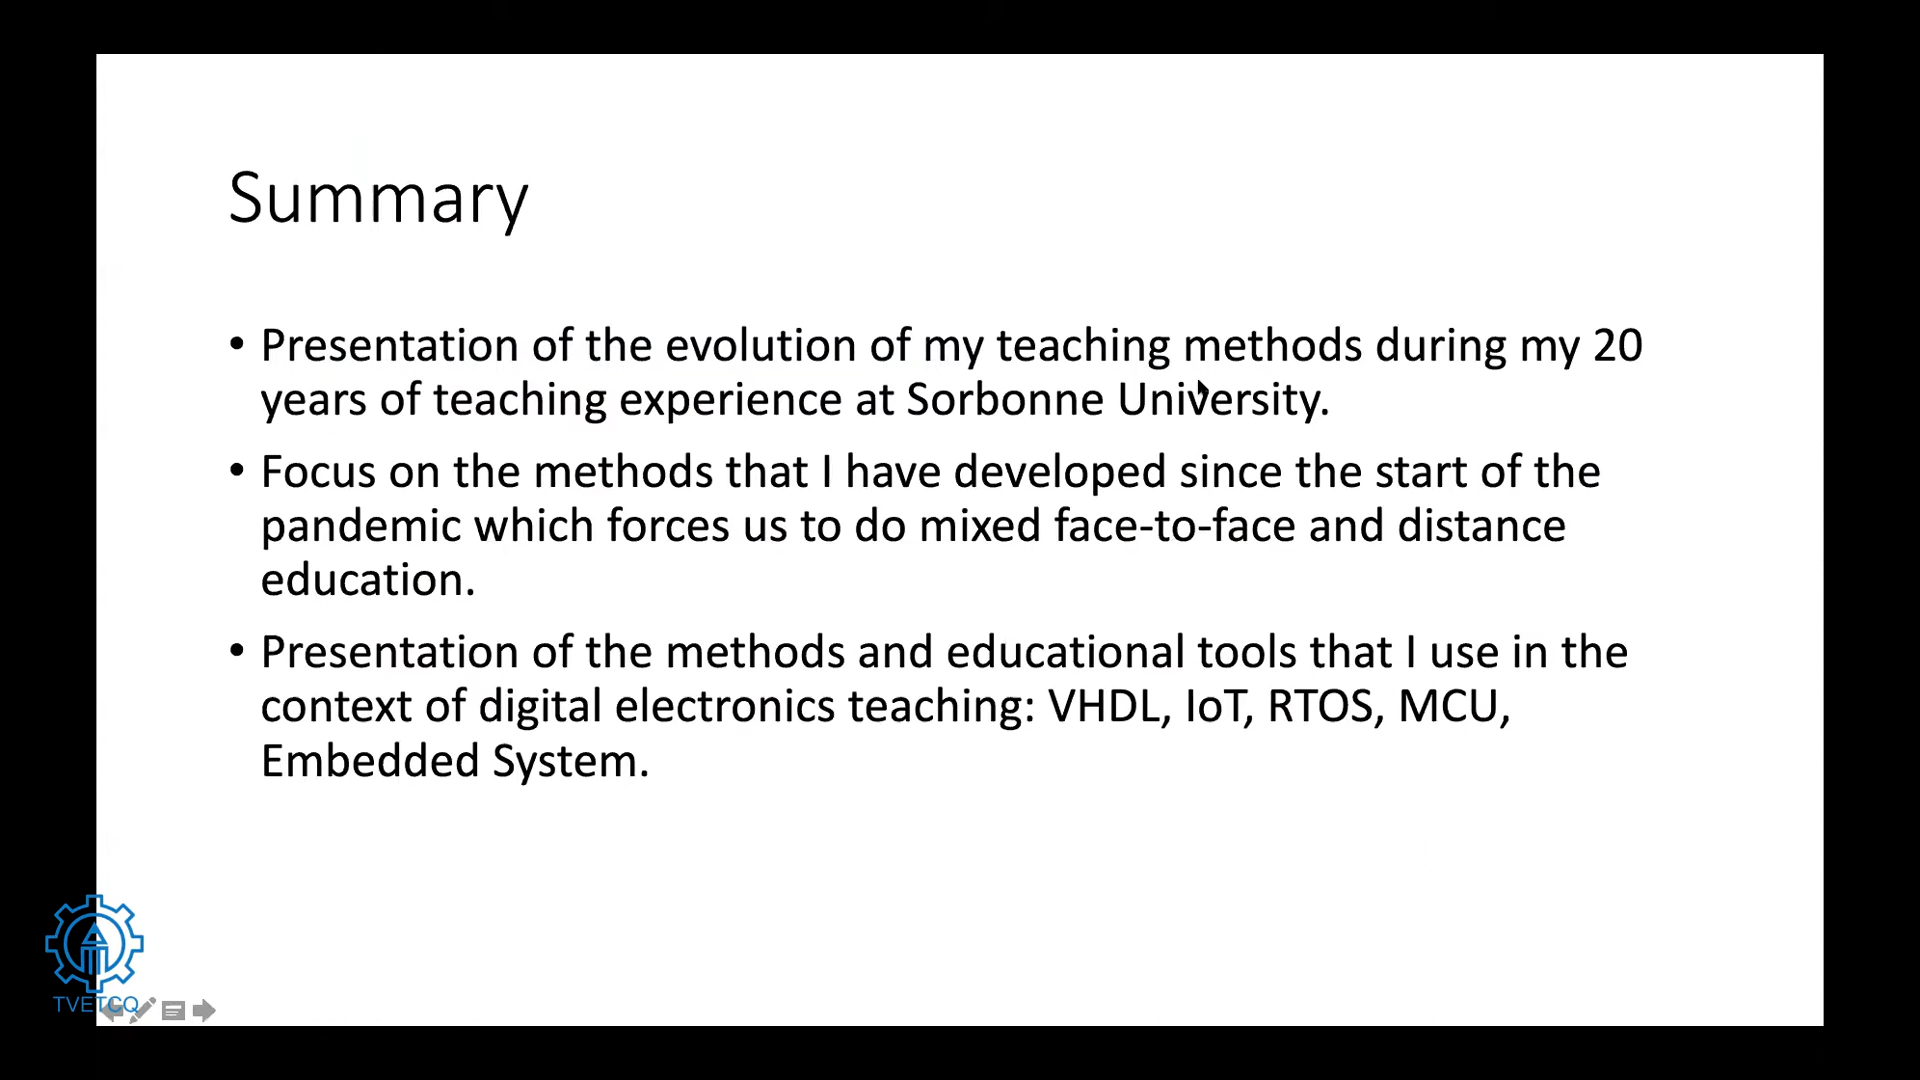 Summary
• Presentation of the evolution of my teaching methods during my 20
years of teaching experience at Sorbonne University.
• Focus on the methods that I have developed since the start of the
pandemic which forces us to do mixed face-to-face and distance
education.
• Presentation of the methods and educational tools that I use in the
context of digital electronics teaching: VHDL, IoT, RTOS, MCU,
Embedded System.
TVETCQ